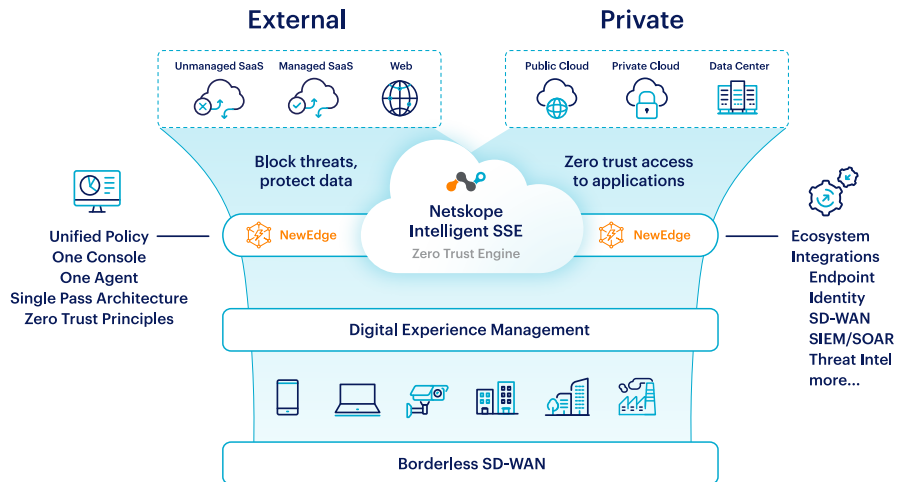 External
Private
Unmanaged SaaS
Managed SaaS
Web
Public Cloud
Private Cloud
Data Center
Block threats,
protect data
Zero trust access
to applications
Netskope
Intelligent SSE
Zero Trust Engine
NewEdge
NewEdge
Unified Policy
One Console
One Agent
Single Pass Architecture
Zero Trust Principles
Ecosystem
Integrations
Endpoint
Identity
SD-WAN
SIEM/SOAR
Threat Intel
more...
Digital Experience Management
Borderless SD-WAN